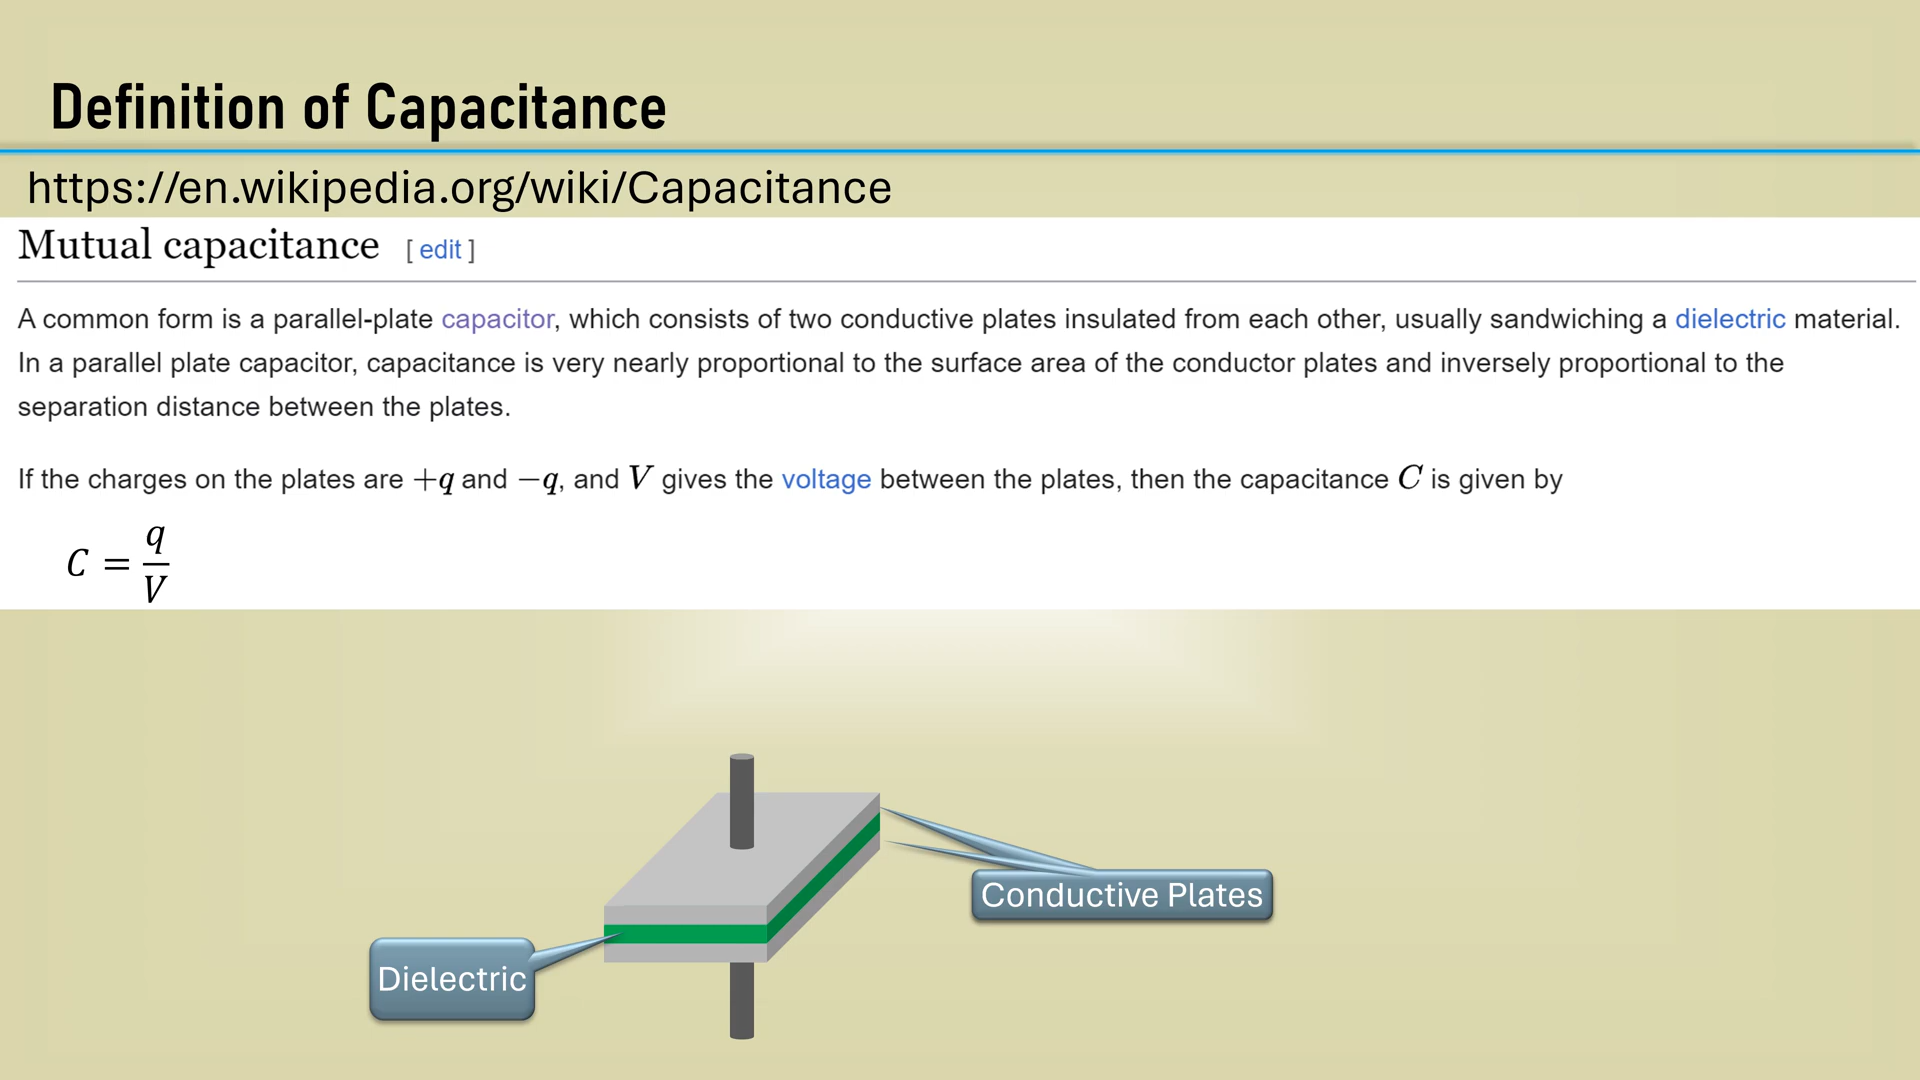 Definition of Capacitance
https://en.wikipedia.org/wiki/Capacitance
Mutual capacitance [ edit ]
A common form is a parallel-plate capacitor, which consists of two conductive plates insulated from each other, usually sandwiching a dielectric material.
In a parallel plate capacitor, capacitance is very nearly proportional to the surface area of the conductor plates and inversely proportional to the
separation distance between the plates.
If the charges on the plates are +q and −q, and V gives the voltage between the plates, then the capacitance C is given by
C = q/V
Conductive Plates
Dielectric